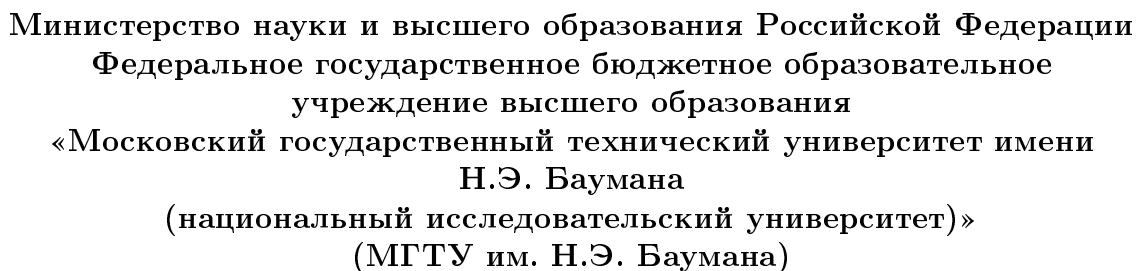 Министерство науки и высшего образования Российской Федерации
Федеральное государственное бюджетное образовательное
учреждение высшего образования
«Московский государственный технический университет имени
Н.Э. Баумана
(национальный исследовательский университет)»
(МГТУ им. Н.Э. Баумана)